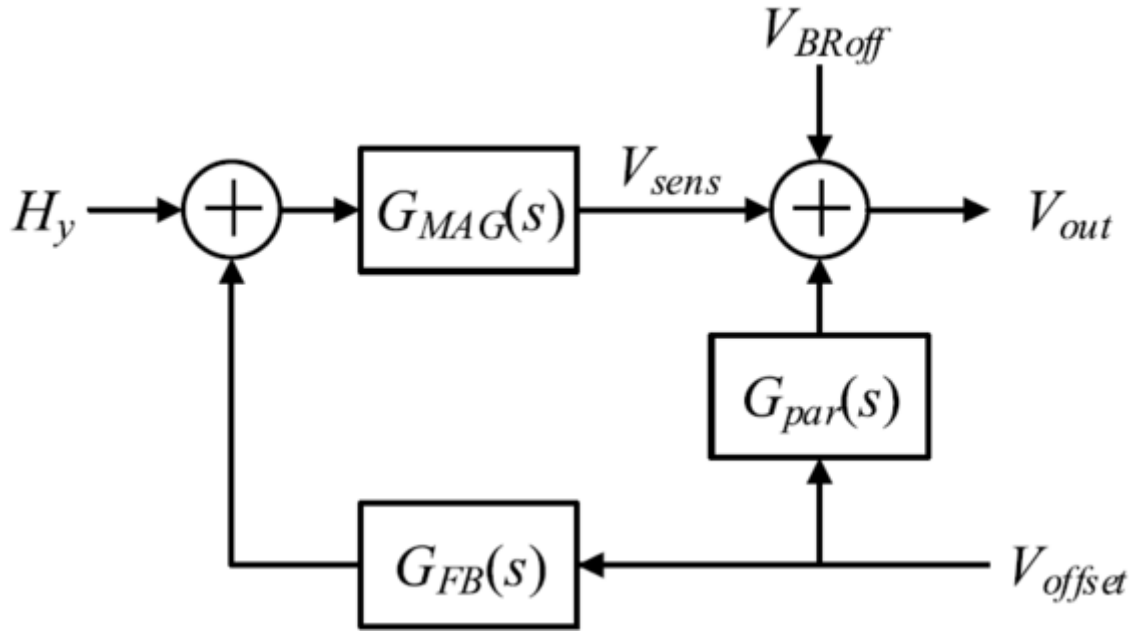 V_BRoff
H_y
+
G_MAG(s)
V_sens
+
V_out
G_par(s)
G_FB(s)
V_offset